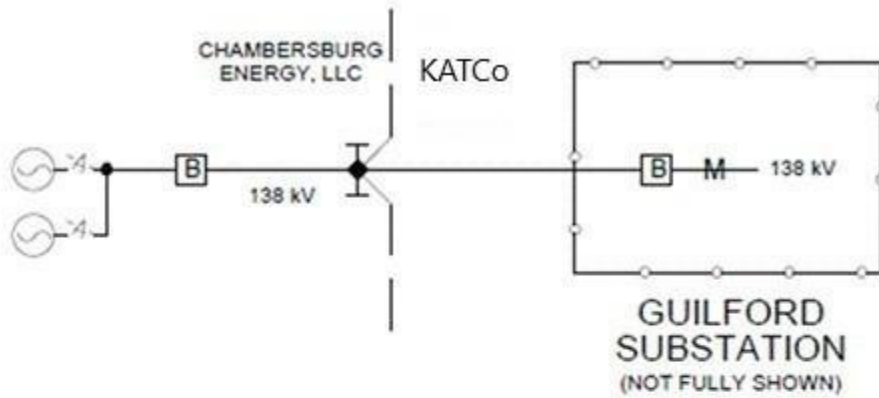 CHAMBERSBURG
ENERGY, LLC
KATCo
B
138 kV
B
M
138 kV
GUILFORD
SUBSTATION
(NOT FULLY SHOWN)